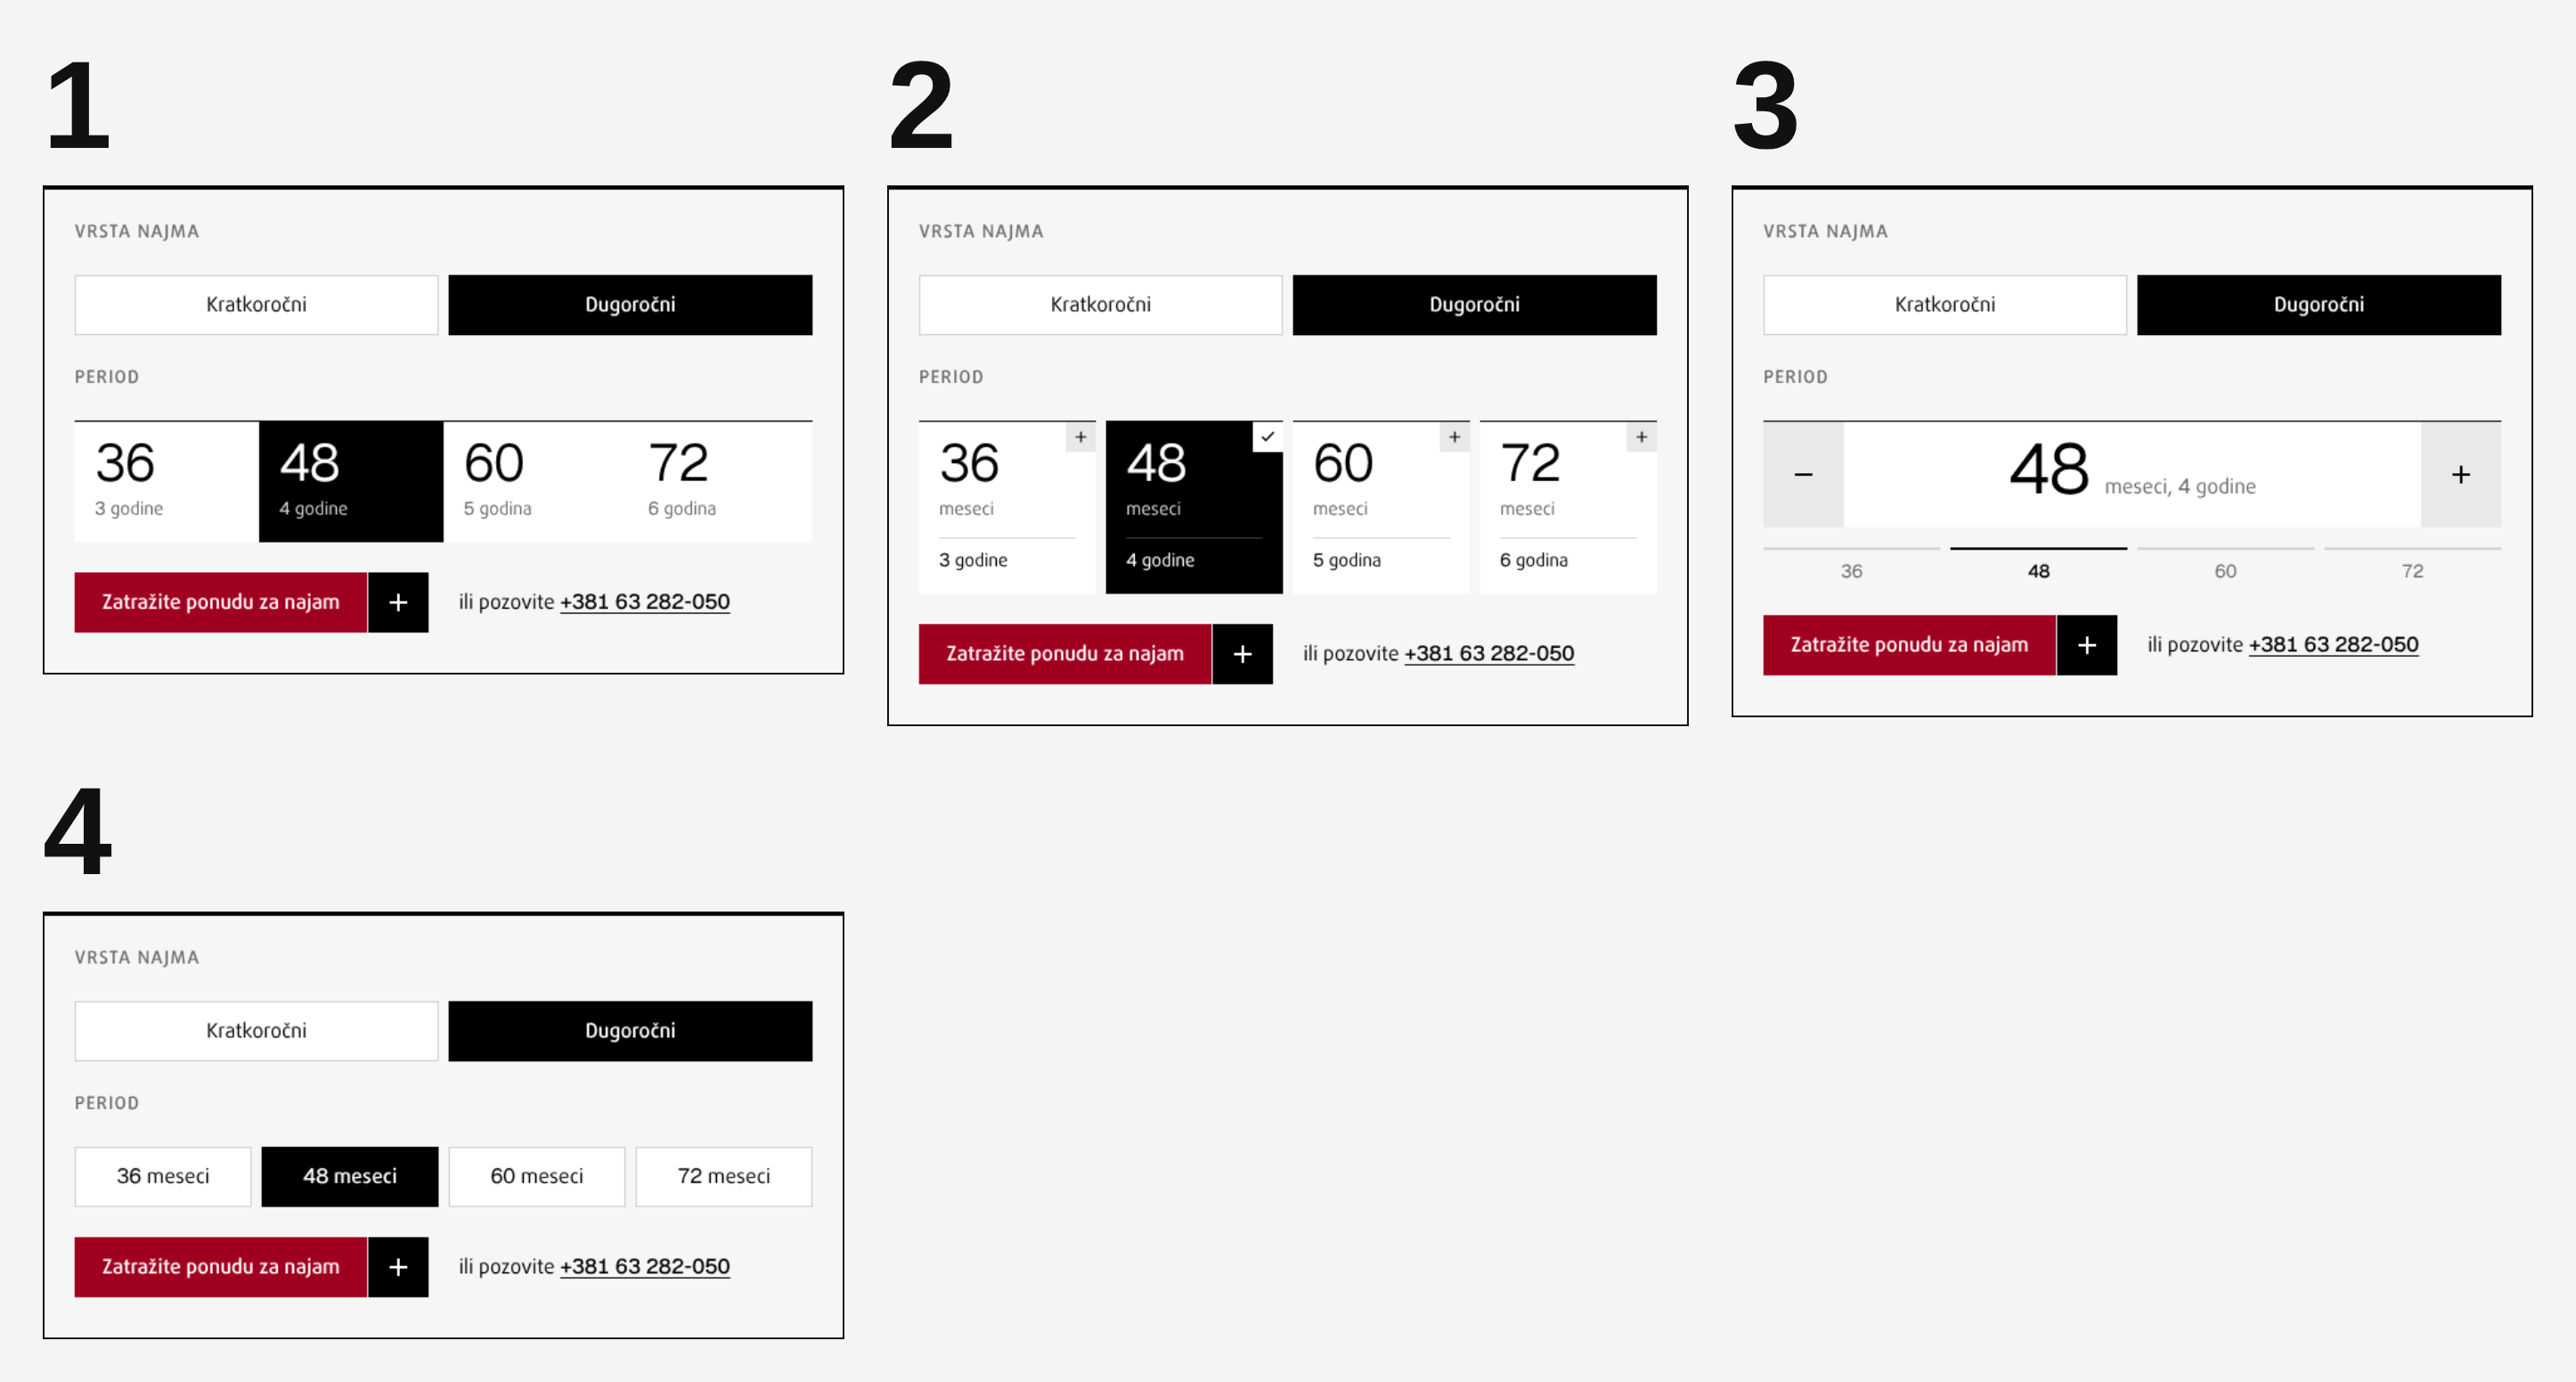 1
VRSTA NAJMA
Kratkoročni Dugoročni
PERIOD
36 48 60 72
3 godine 4 godine 5 godina 6 godina
Zatražite ponudu za najam + ili pozovite +381 63 282-050
2
VRSTA NAJMA
Kratkoročni Dugoročni
PERIOD
+ ✓ + +
36 48 60 72
meseci meseci meseci meseci
3 godine 4 godine 5 godina 6 godina
Zatražite ponudu za najam + ili pozovite +381 63 282-050
3
VRSTA NAJMA
Kratkoročni Dugoročni
PERIOD
− 48 meseci, 4 godine +
36 48 60 72
Zatražite ponudu za najam + ili pozovite +381 63 282-050
4
VRSTA NAJMA
Kratkoročni Dugoročni
PERIOD
36 meseci 48 meseci 60 meseci 72 meseci
Zatražite ponudu za najam + ili pozovite +381 63 282-050